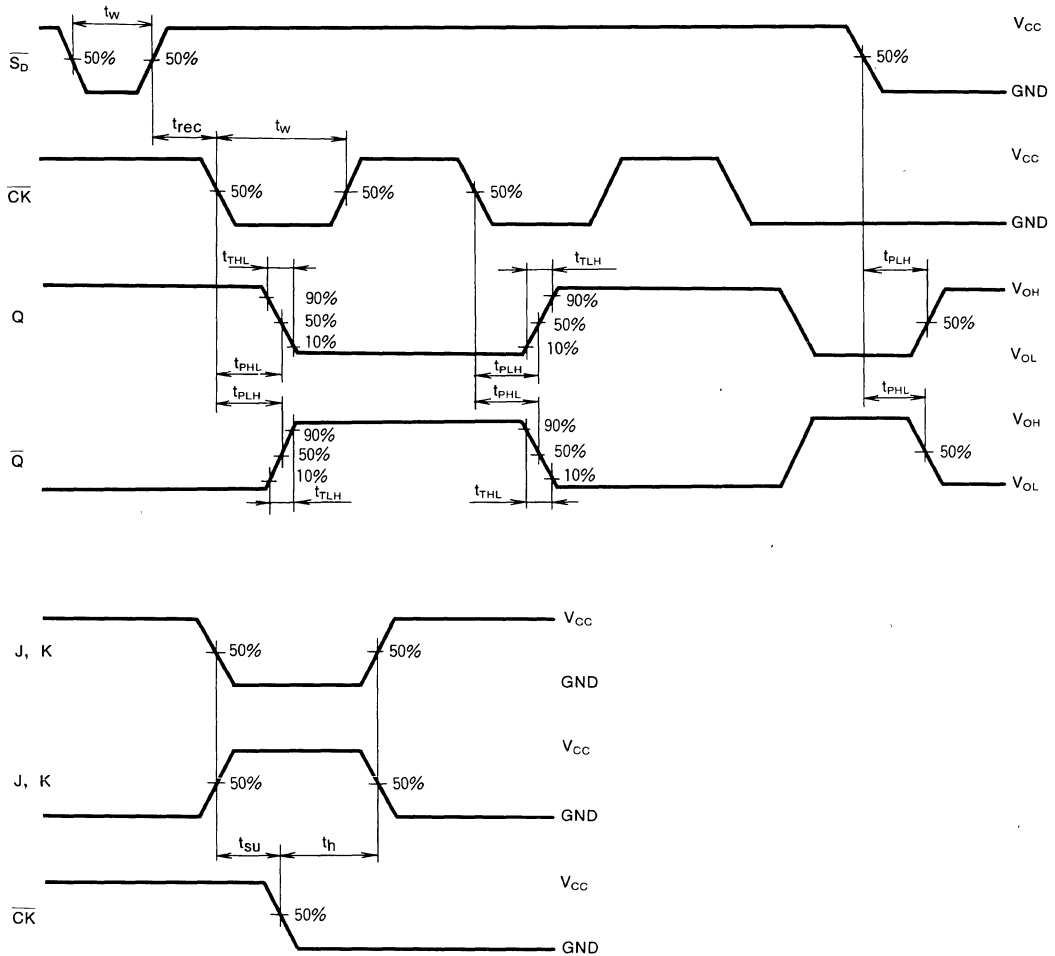 tw
VCC
S̅D̅
50%
50%
50%
GND
trec
tw
VCC
C̅K̅
50%
50%
50%
GND
tTHL
tTLH
90%
90%
VOH
Q
50%
50%
50%
10%
10%
VOL
tPLH
tPHL
tPLH
tPLH
tPHL
tPHL
90%
90%
VOH
Q̅
50%
50%
50%
10%
10%
VOL
tTLH
tTHL
VCC
J, K
50%
50%
GND
VCC
J, K
50%
50%
GND
tsu
th
VCC
C̅K̅
50%
GND